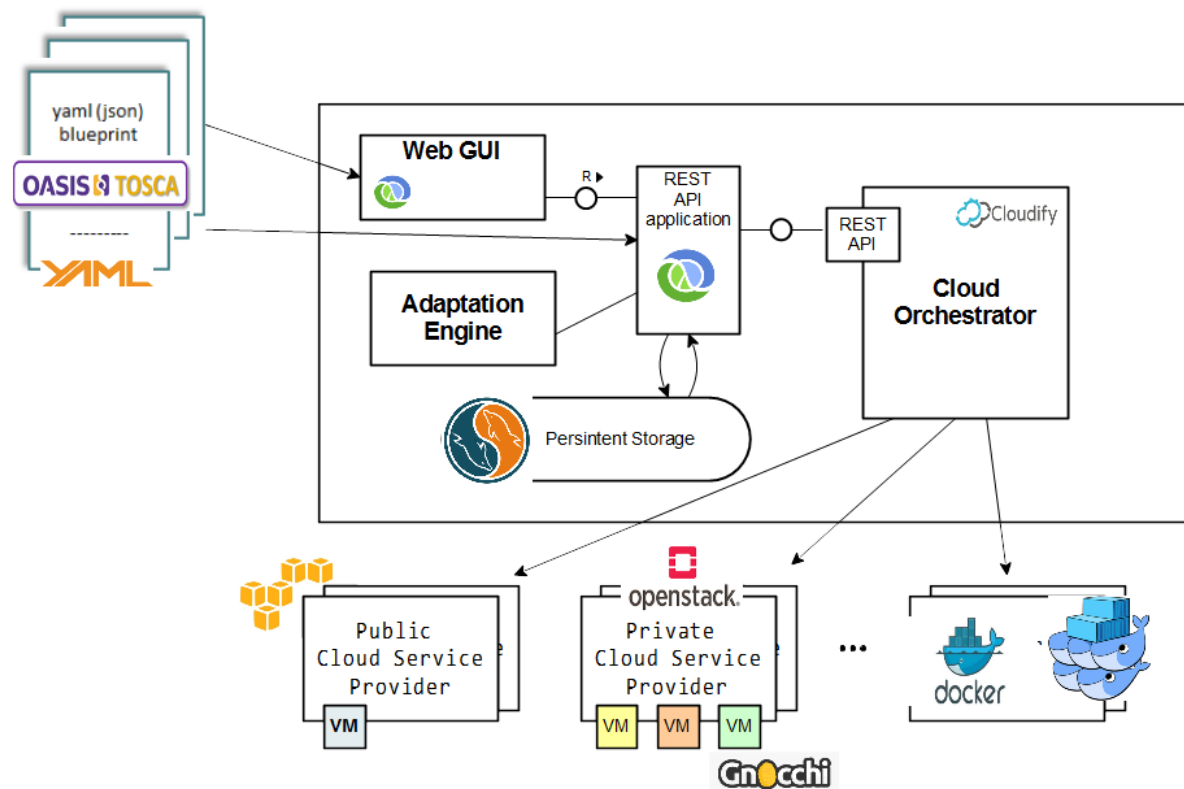 yaml (json)
blueprint
OASIS TOSCA
---------
YAML
Web GUI
R
REST
API
application
REST
API
Cloudify
Cloud
Orchestrator
Adaptation
Engine
Persintent Storage
Public
Cloud Service
Provider
e
VM
openstack.
Private
Cloud Service
Provider
e
VM VM VM
Gnocchi
...
docker